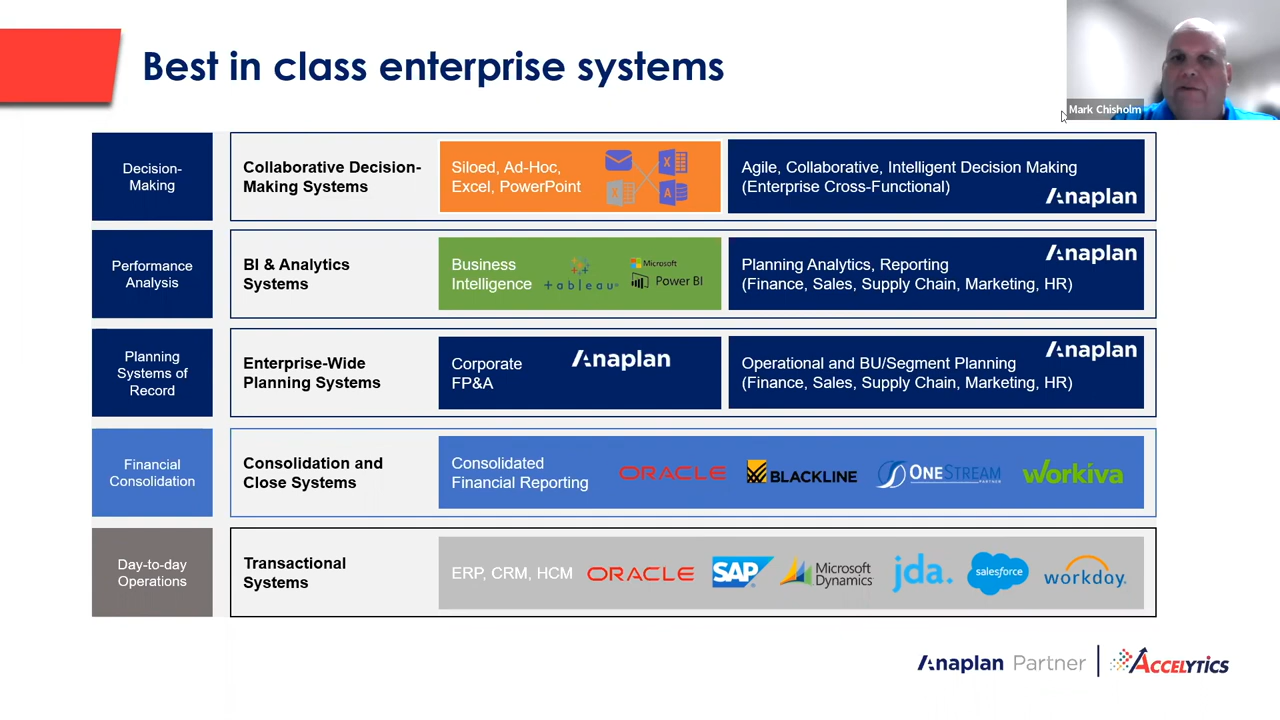 Best in class enterprise systems
Mark Chisholm
Decision-
Making
Collaborative Decision-
Making Systems
Siloed, Ad-Hoc,
Excel, PowerPoint
Agile, Collaborative, Intelligent Decision Making
(Enterprise Cross-Functional)
Anaplan
Performance
Analysis
BI & Analytics
Systems
Business
Intelligence
+ableau
Microsoft
Power BI
Planning Analytics, Reporting
(Finance, Sales, Supply Chain, Marketing, HR)
Anaplan
Planning
Systems of
Record
Enterprise-Wide
Planning Systems
Corporate
FP&A
Anaplan
Operational and BU/Segment Planning
(Finance, Sales, Supply Chain, Marketing, HR)
Anaplan
Financial
Consolidation
Consolidation and
Close Systems
Consolidated
Financial Reporting
ORACLE
BLACKLINE
ONESTREAM
PARTNER
workiva
Day-to-day
Operations
Transactional
Systems
ERP, CRM, HCM
ORACLE
SAP
Microsoft
Dynamics
jda.
salesforce
workday.
Anaplan Partner
ACCELYTICS